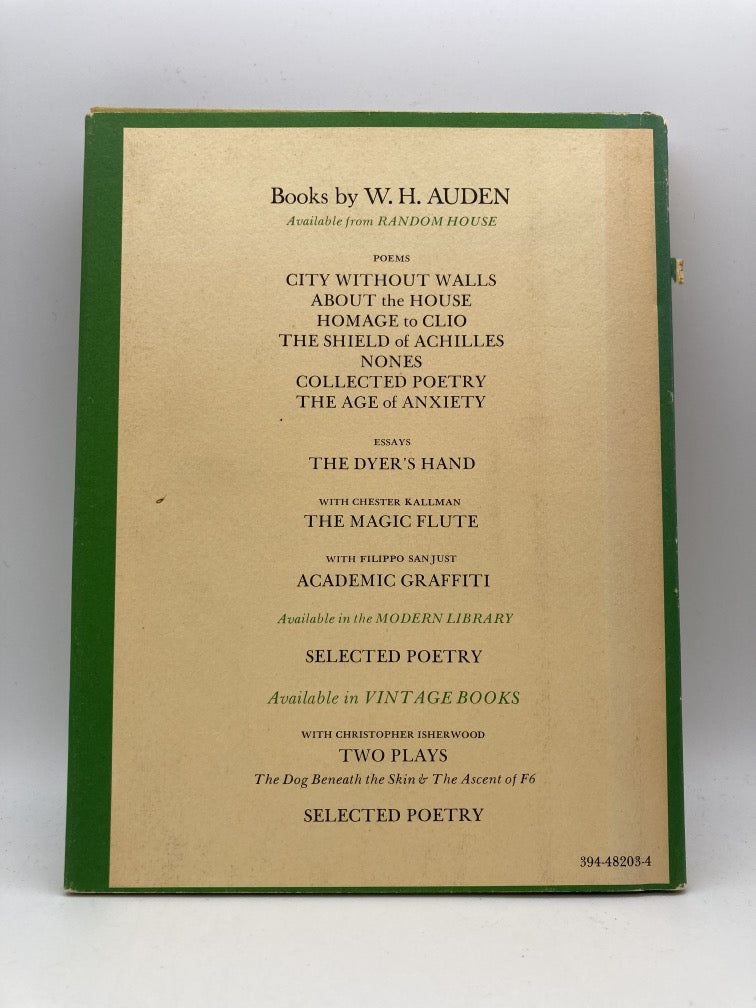 Books by W. H. AUDEN
Available from RANDOM HOUSE
POEMS
CITY WITHOUT WALLS
ABOUT the HOUSE
HOMAGE to CLIO
THE SHIELD of ACHILLES
NONES
COLLECTED POETRY
THE AGE of ANXIETY
ESSAYS
THE DYER'S HAND
WITH CHESTER KALLMAN
THE MAGIC FLUTE
WITH FILIPPO SANJUST
ACADEMIC GRAFFITI
Available in the MODERN LIBRARY
SELECTED POETRY
Available in VINTAGE BOOKS
WITH CHRISTOPHER ISHERWOOD
TWO PLAYS
The Dog Beneath the Skin & The Ascent of F6
SELECTED POETRY
394-48203-4